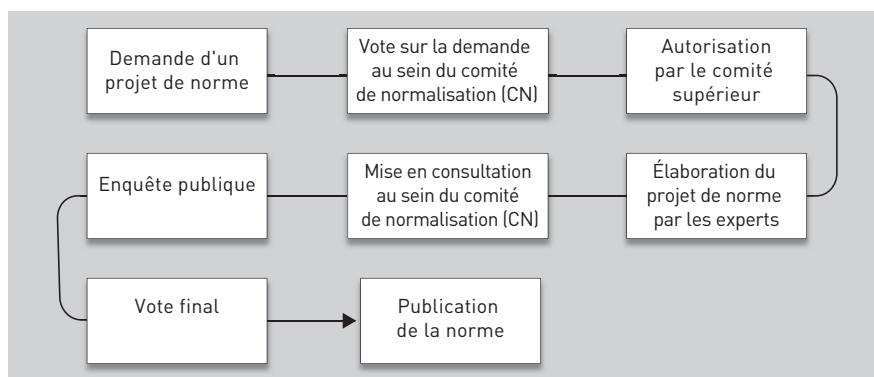 Demande d'un
projet de norme
Vote sur la demande
au sein du comité
de normalisation (CN)
Autorisation
par le comité
supérieur
Enquête publique
Mise en consultation
au sein du comité
de normalisation (CN)
Élaboration du
projet de norme
par les experts
Vote final
Publication
de la norme